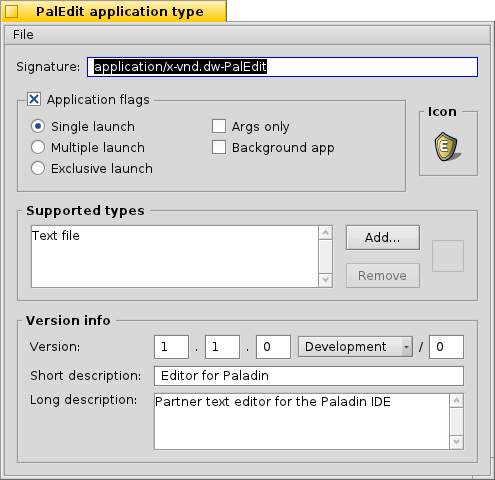 PalEdit application type
File
Signature: application/x-vnd.dw-PalEdit
Application flags
Icon
Single launch Args only
Multiple launch Background app
Exclusive launch
E
Supported types
Text file
Add...
Remove
Version info
Version: 1 . 1 . 0 Development / 0
Short description: Editor for Paladin
Long description: Partner text editor for the Paladin IDE